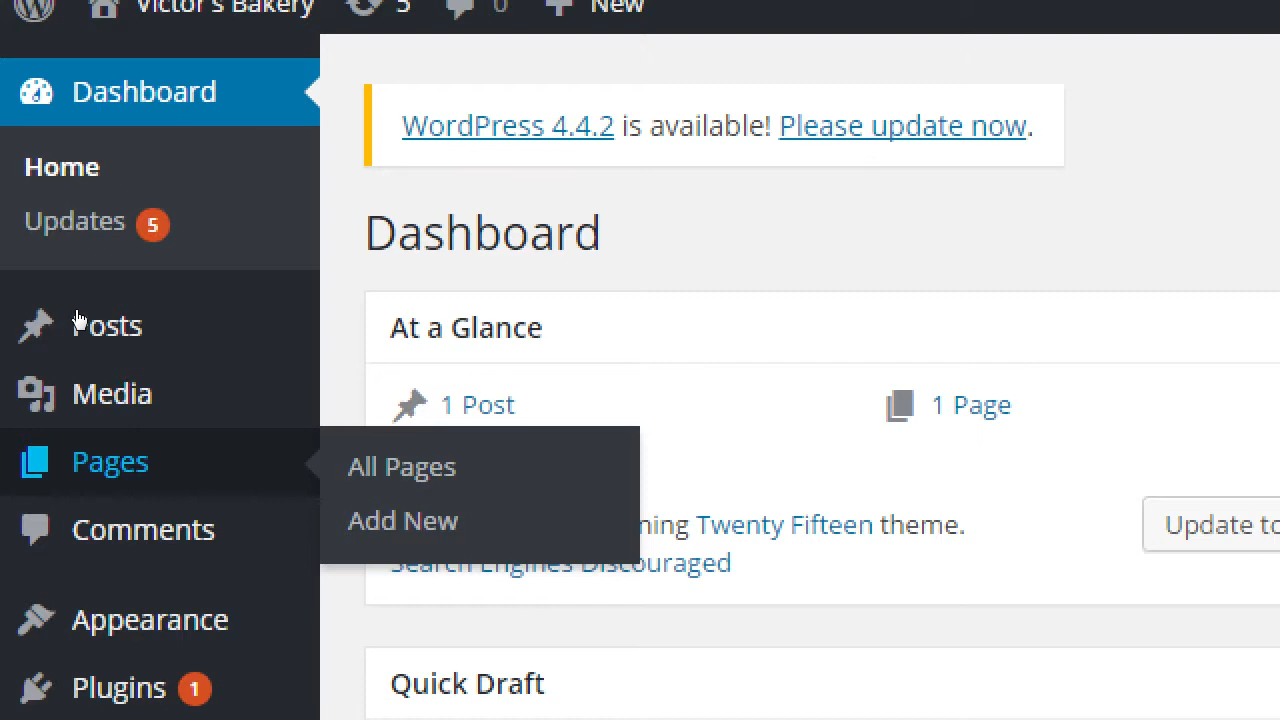 Victor's Bakery 5 0 New
Dashboard
Home
Updates 5
Posts
Media
Pages
Comments
Appearance
Plugins 1
All Pages
Add New
WordPress 4.4.2 is available! Please update now.
Dashboard
At a Glance
1 Post 1 Page
ning Twenty Fifteen theme. Update to
Search Engines Discouraged
Quick Draft